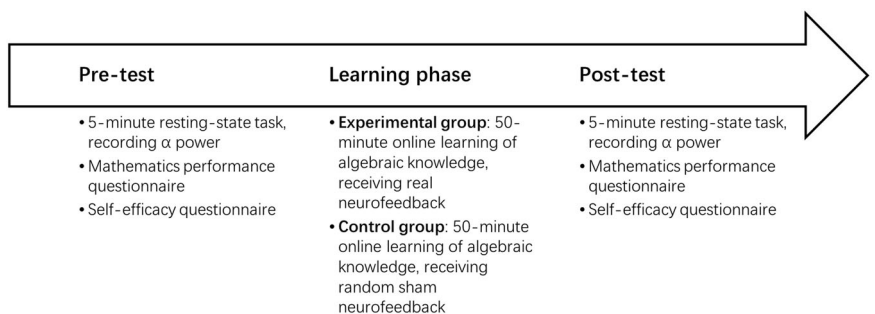 Pre-test
• 5-minute resting-state task,
recording α power
• Mathematics performance
questionnaire
• Self-efficacy questionnaire
Learning phase
• Experimental group: 50-
minute online learning of
algebraic knowledge,
receiving real
neurofeedback
• Control group: 50-minute
online learning of algebraic
knowledge, receiving
random sham
neurofeedback
Post-test
• 5-minute resting-state task,
recording α power
• Mathematics performance
questionnaire
• Self-efficacy questionnaire